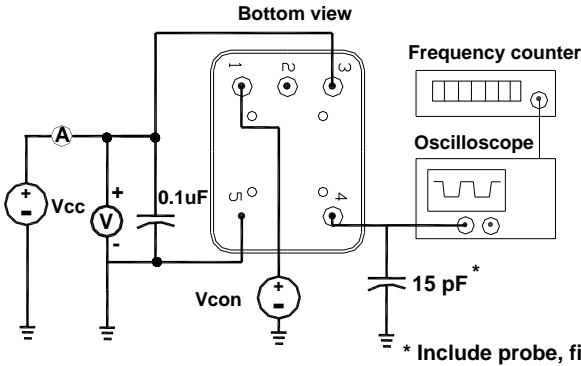 Bottom view
Frequency counter
1 2 3
A
Oscilloscope
+
Vcc
+
V
-
0.1uF
5 4
Vcon
+
15 pF *
* Include probe, fi